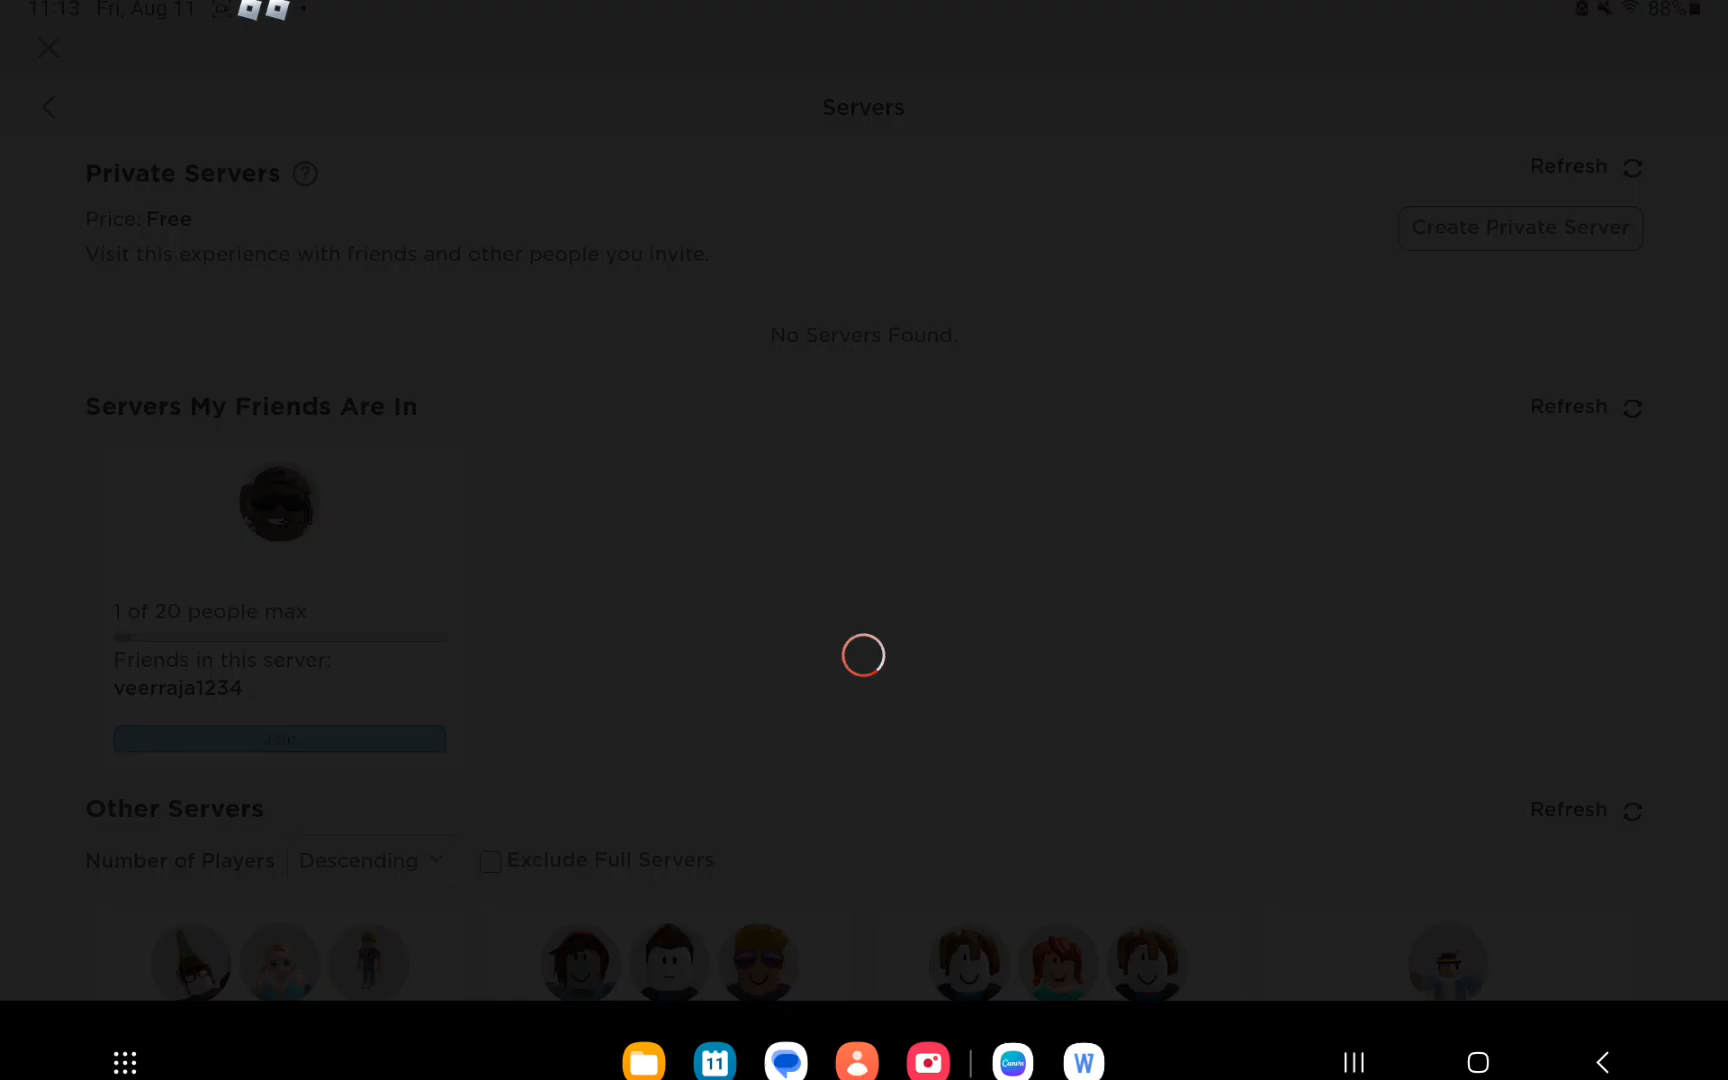 11:13 Fri, Aug 11
88%
Servers
Private Servers ?
Refresh
Price: Free
Create Private Server
Visit this experience with friends and other people you invite.
No Servers Found.
Servers My Friends Are In
Refresh
1 of 20 people max
Friends in this server:
veerraja1234
Join
Other Servers
Refresh
Number of Players Descending Exclude Full Servers
11
Canva
W